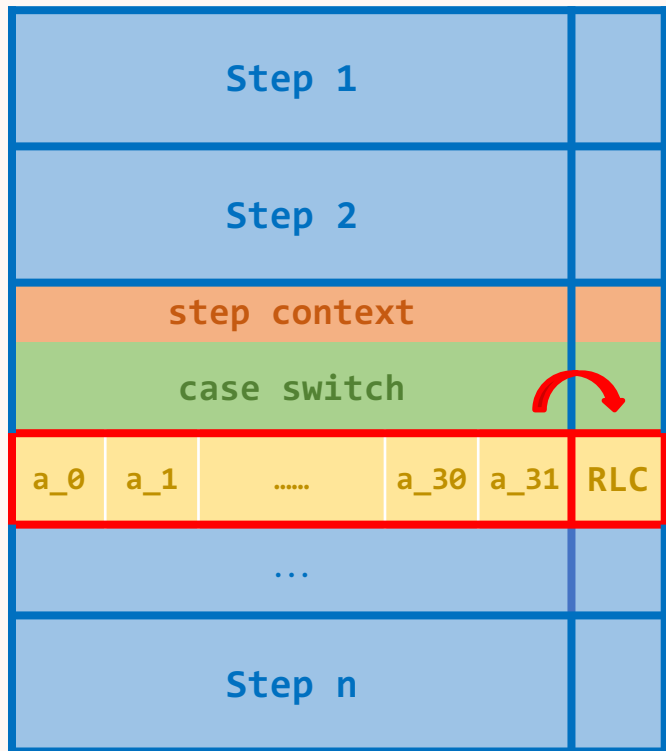 Step 1
Step 2
step context
case switch
a_0 a_1 …… a_30 a_31 RLC
...
Step n